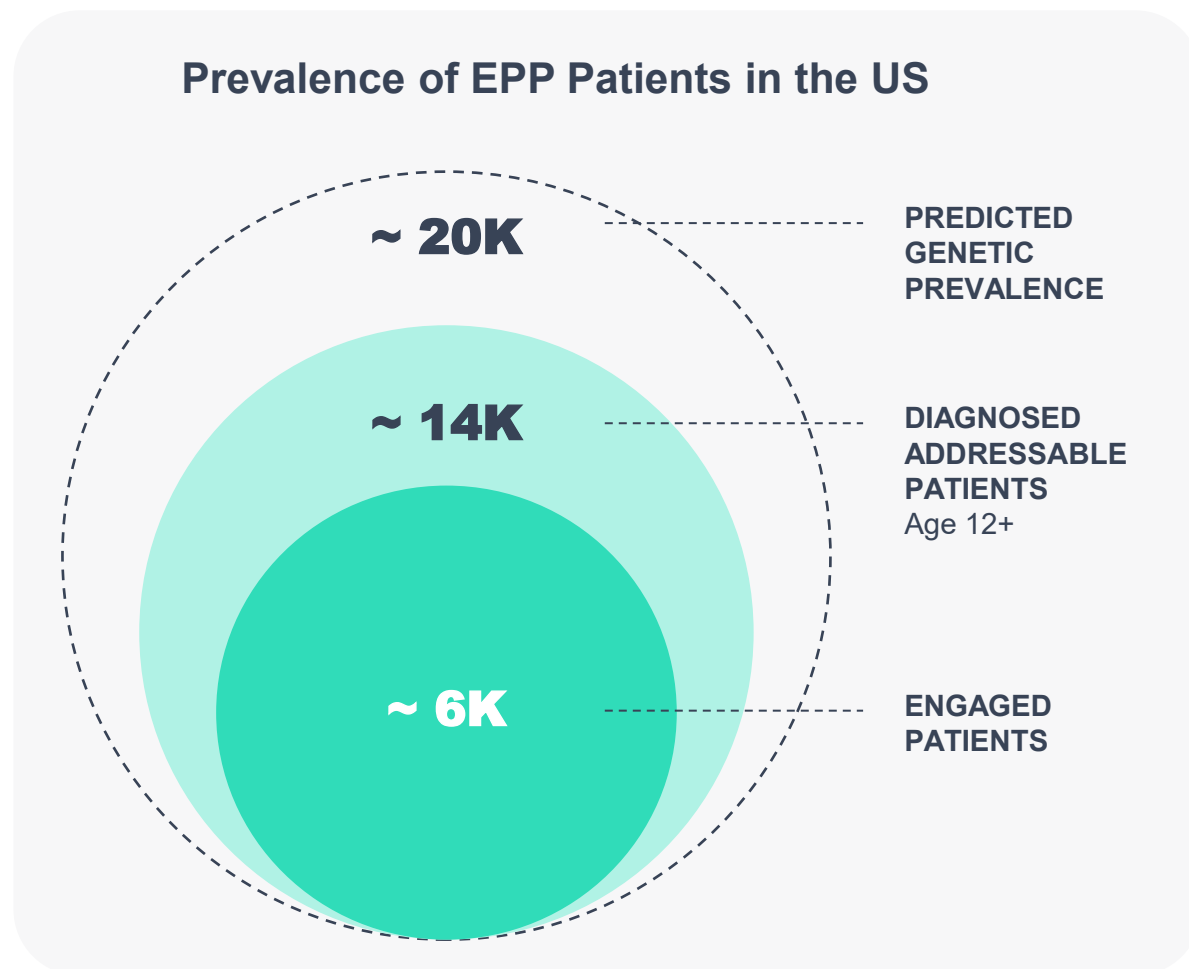 Prevalence of EPP Patients in the US
~ 20K
PREDICTED
GENETIC
PREVALENCE
~ 14K
DIAGNOSED
ADDRESSABLE
PATIENTS
Age 12+
~ 6K
ENGAGED
PATIENTS